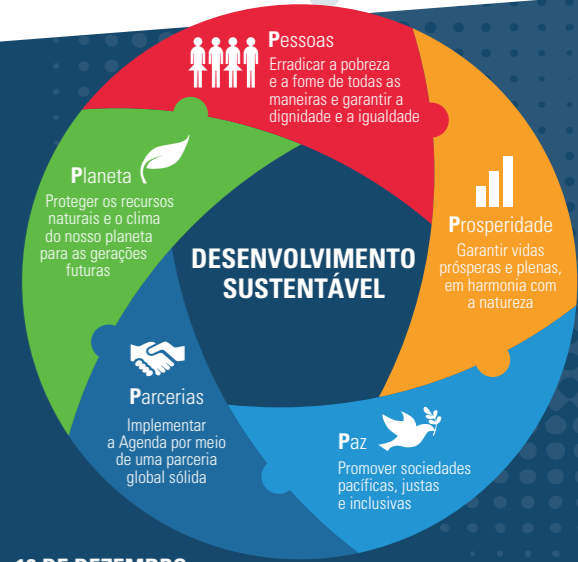 Pessoas
Erradicar a pobreza
e a fome de todas as
maneiras e garantir a
dignidade e a igualdade
Planeta
Proteger os recursos
naturais e o clima
do nosso planeta
para as gerações
futuras
DESENVOLVIMENTO
SUSTENTÁVEL
Prosperidade
Garantir vidas
prósperas e plenas,
em harmonia com
a natureza
Parcerias
Implementar
a Agenda por meio
de uma parceria
global sólida
Paz
Promover sociedades
pacíficas, justas
e inclusivas
DE DEZEMBRO